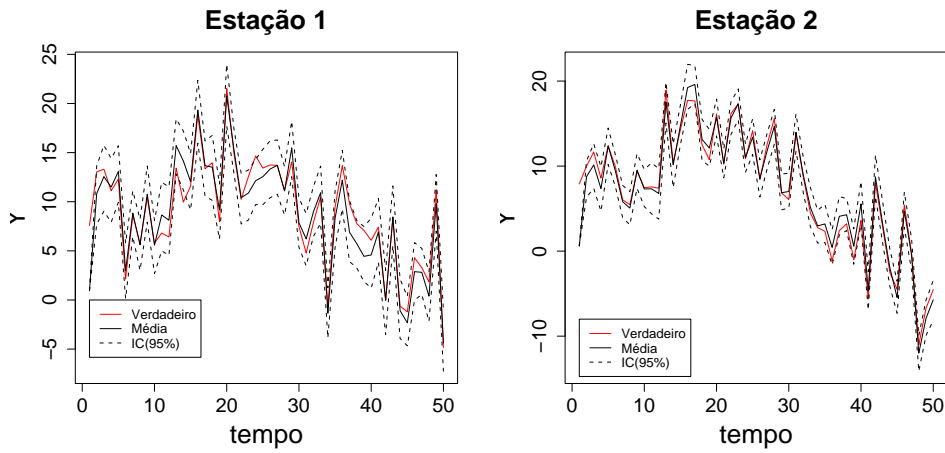 Estação 1
Y
25
20
15
10
5
0
−5
Verdadeiro
Média
IC(95%)
0 10 20 30 40 50
tempo
Estação 2
Y
20
10
0
−10
Verdadeiro
Média
IC(95%)
0 10 20 30 40 50
tempo